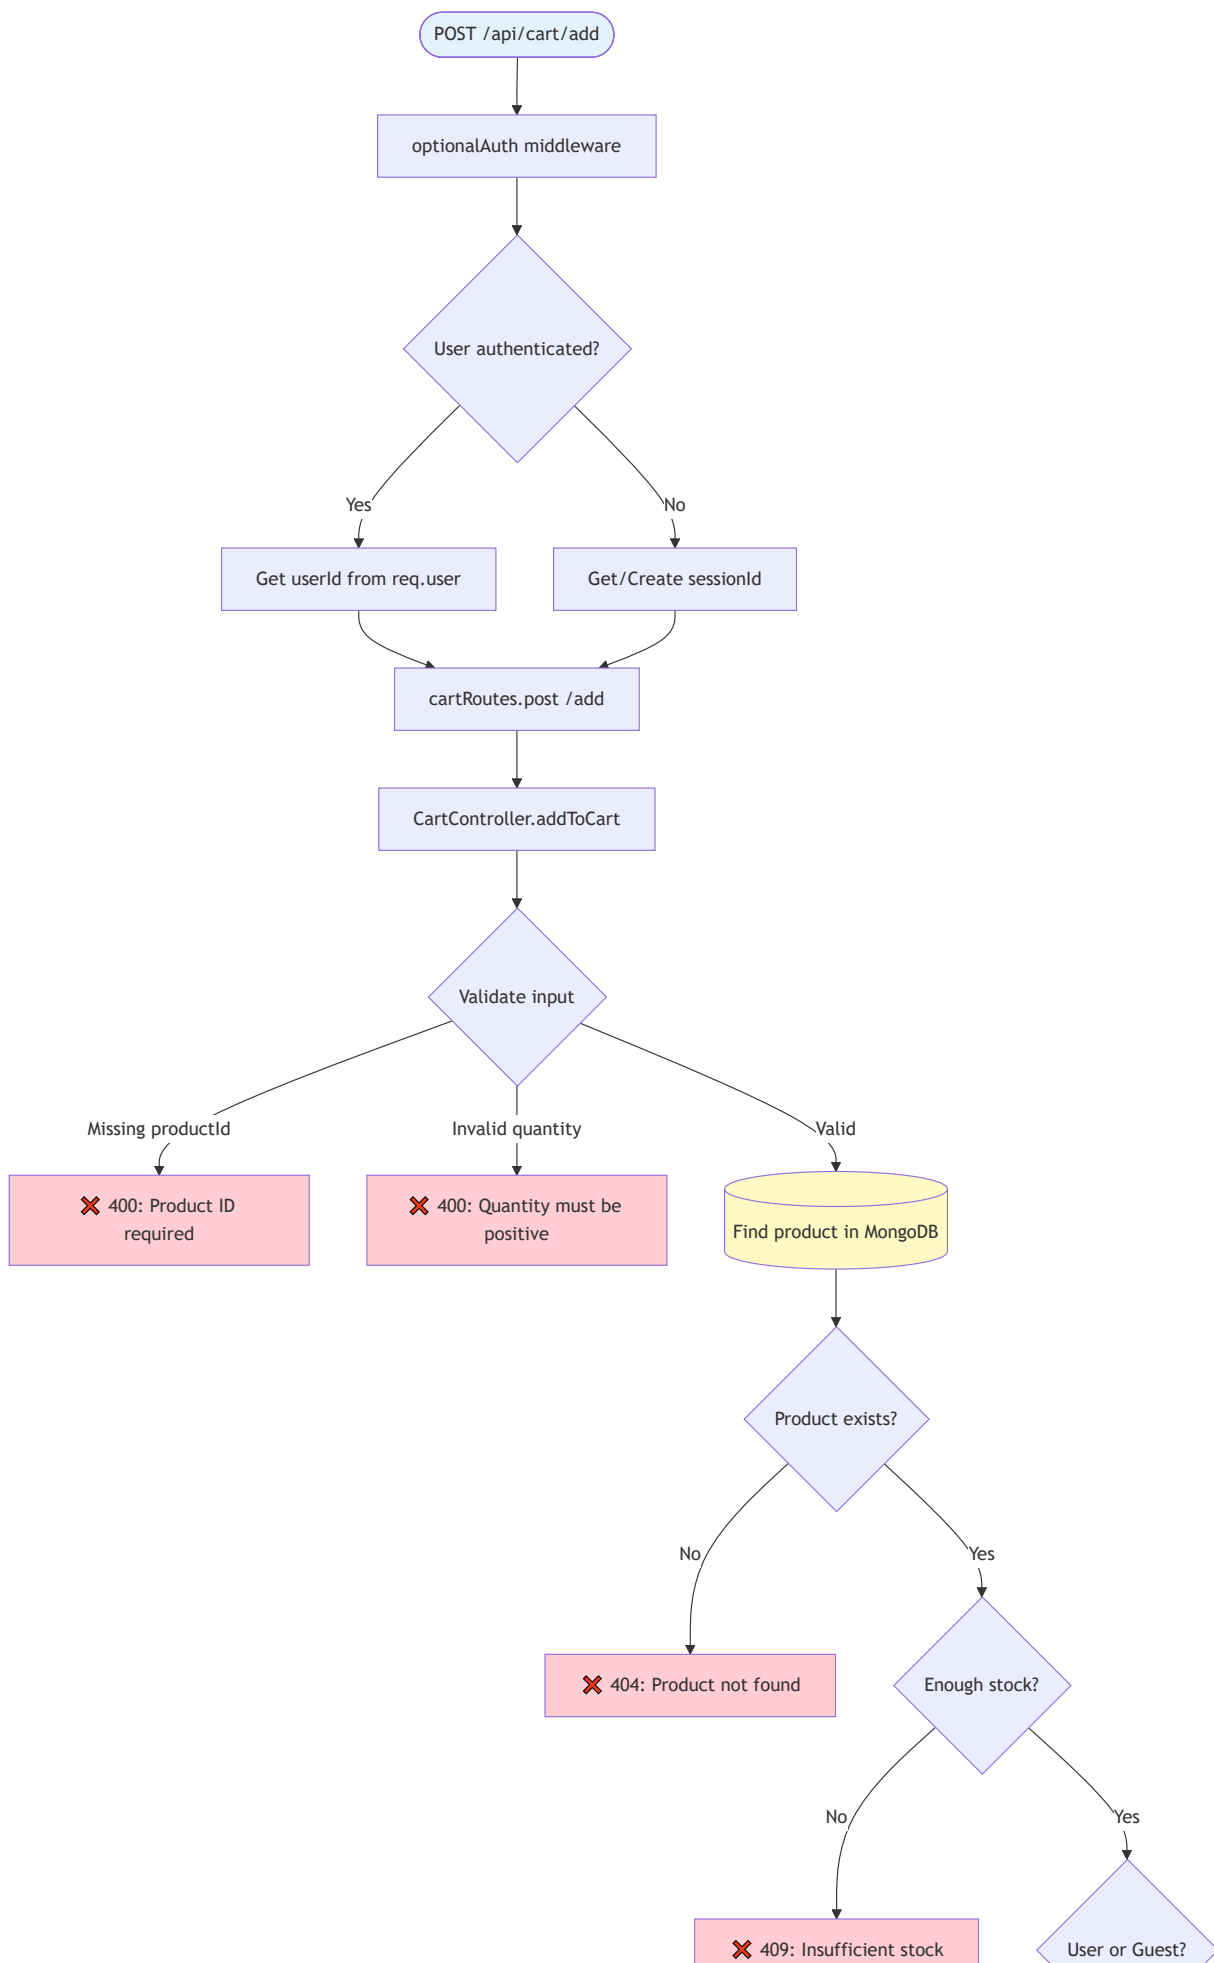 POST /api/cart/add
optionalAuth middleware
User authenticated?
Yes
No
Get userId from req.user
Get/Create sessionId
cartRoutes.post /add
CartController.addToCart
Validate input
Missing productId
Invalid quantity
Valid
❌ 400: Product ID
required
❌ 400: Quantity must be
positive
Find product in MongoDB
Product exists?
No
Yes
❌ 404: Product not found
Enough stock?
No
Yes
❌ 409: Insufficient stock
User or Guest?